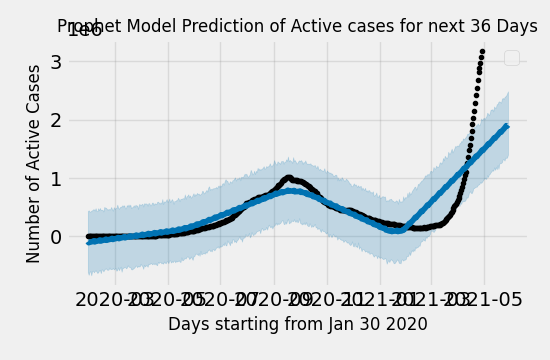 Prophet Model Prediction of Active cases for next 36 Days
1e6
3
2
1
0
Number of Active Cases
2020-03 2020-05 2020-07 2020-09 2020-11 2021-01 2021-03 2021-05
Days starting from Jan 30 2020